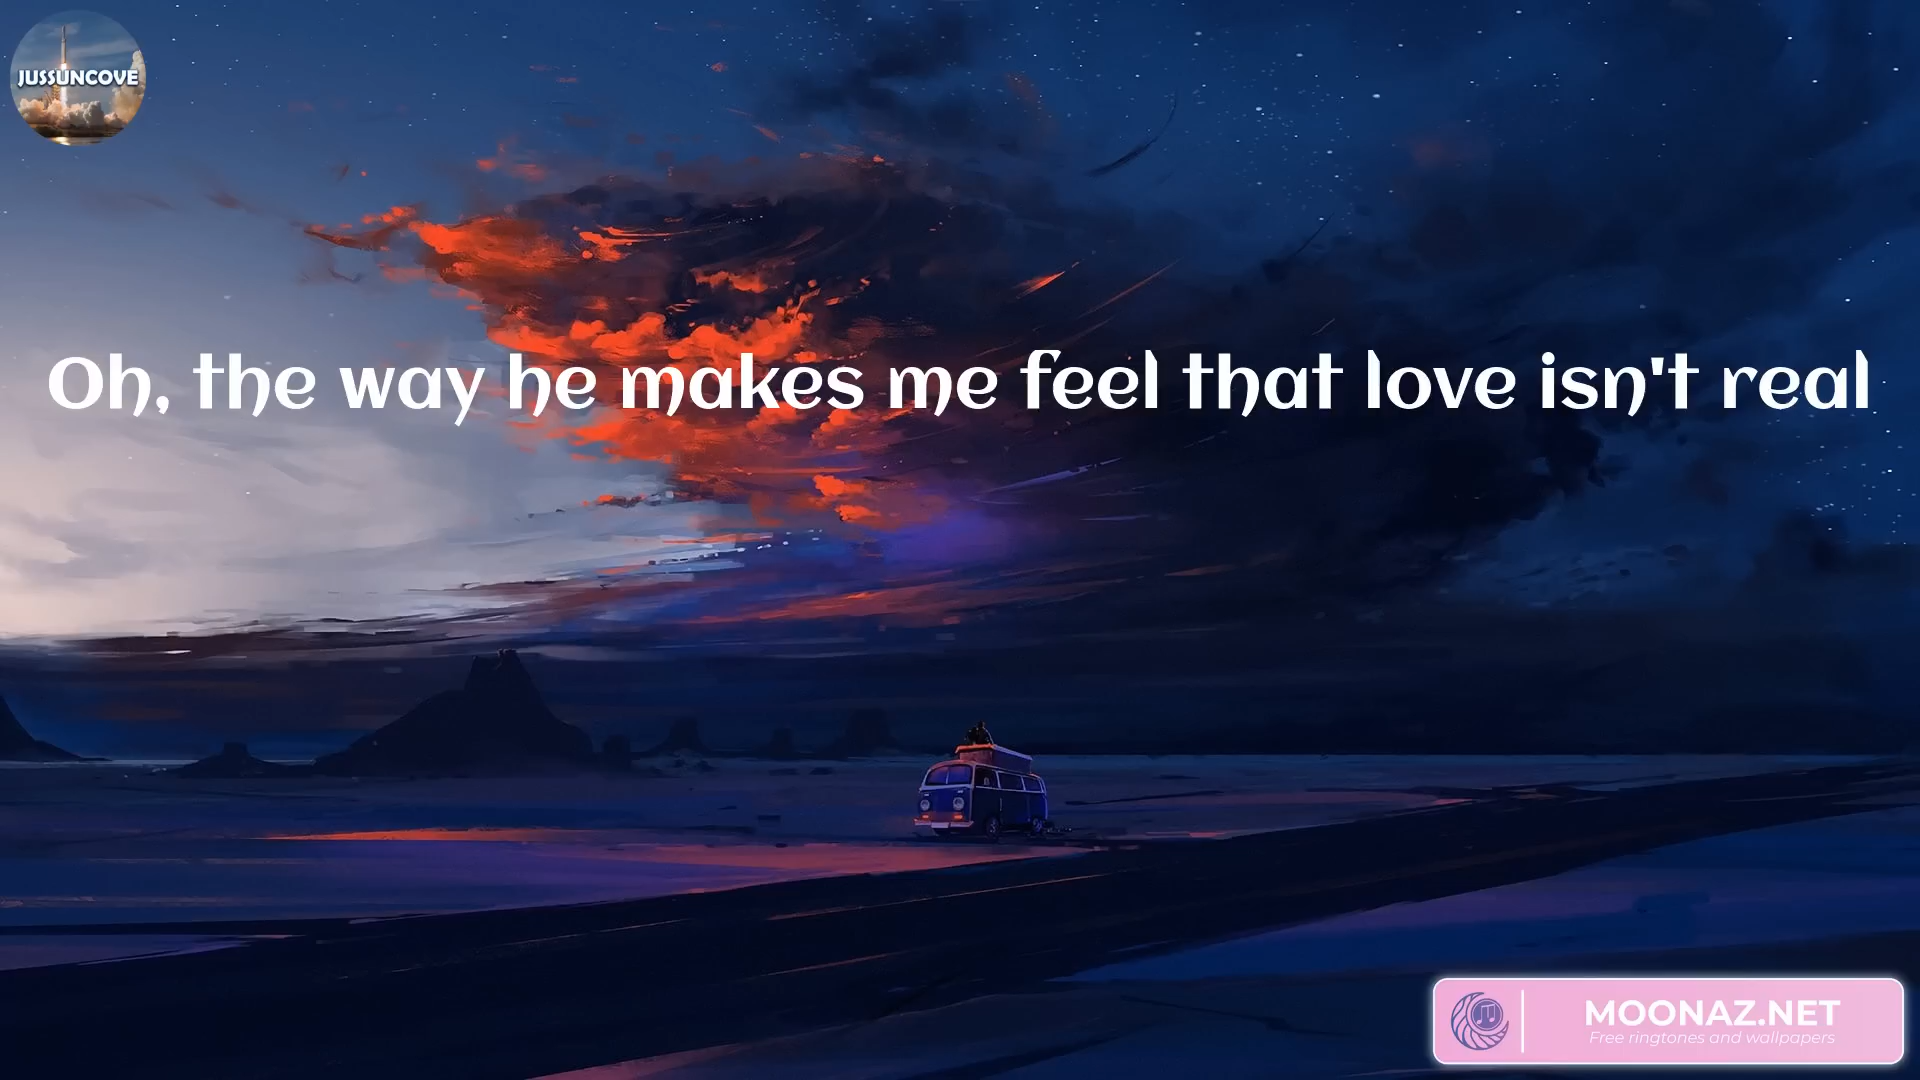 JUSSUNCOVE
Oh, the way he makes me feel that love isn't real
MOONAZ.NET
Free ringtones and wallpapers